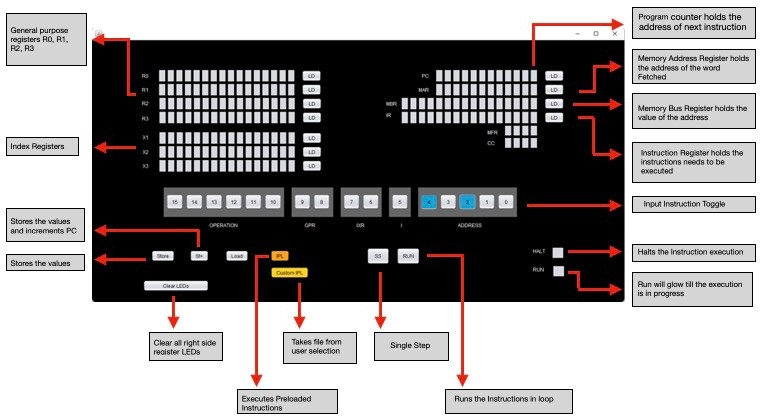 General purpose
registers R0, R1,
R2, R3
Program counter holds the
address of next instruction
Memory Address Register holds
the address of the word
Fetched
Memory Bus Register holds the
value of the address
Instruction Register holds the
instructions needs to be
executed
Index Registers
Input Instruction Toggle
Stores the values
and increments PC
Stores the values
Halts the Instruction execution
Run will glow till the execution
is in progress
R0 LD
R1 LD
R2 LD
R3 LD
X1 LD
X2 LD
X3 LD
PC LD
MAR LD
MBR LD
IR LD
MFR
CC
15 14 13 12 11 10 9 8 7 6 5 4 3 2 1 0
OPERATION GPR IXR I ADDRESS
Store St+ Load IPL SS RUN
Custom IPL
Clear LEDs
HALT
RUN
Clear all right side
register LEDs
Takes file from
user selection
Single Step
Executes Preloaded
Instructions
Runs the Instructions in loop